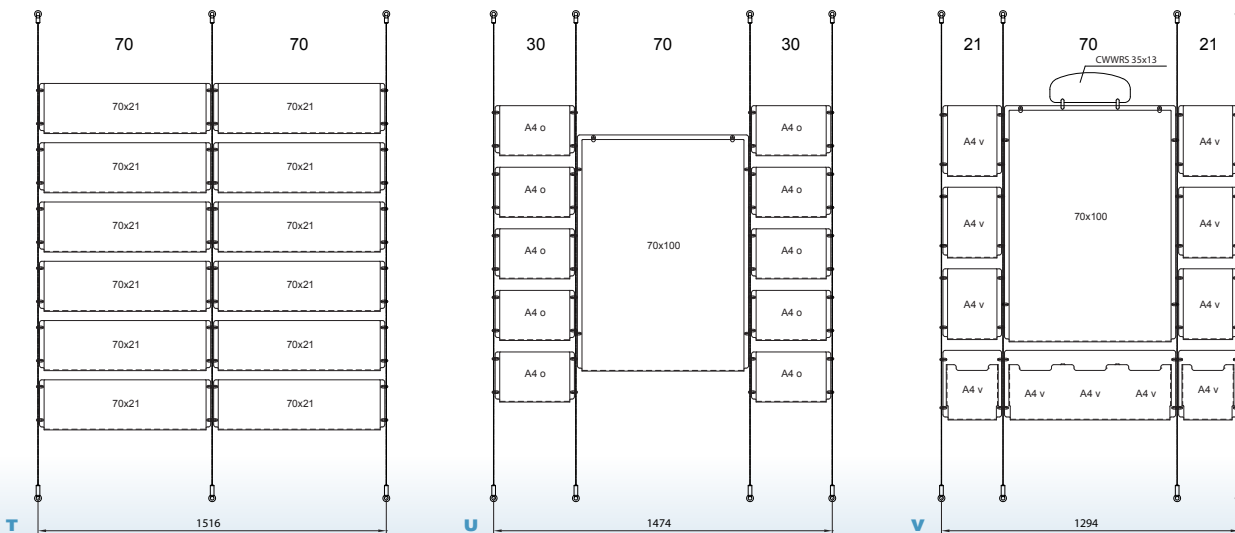 70 70
70x21 70x21
70x21 70x21
70x21 70x21
70x21 70x21
70x21 70x21
70x21 70x21
T 1516
30 70 30
A4 o A4 o
A4 o A4 o
70x100
A4 o A4 o
A4 o A4 o
A4 o A4 o
U 1474
21 70 21
CWWRS 35x13
A4 v A4 v
A4 v 70x100 A4 v
A4 v A4 v
A4 v A4 v A4 v A4 v A4 v
V 1294